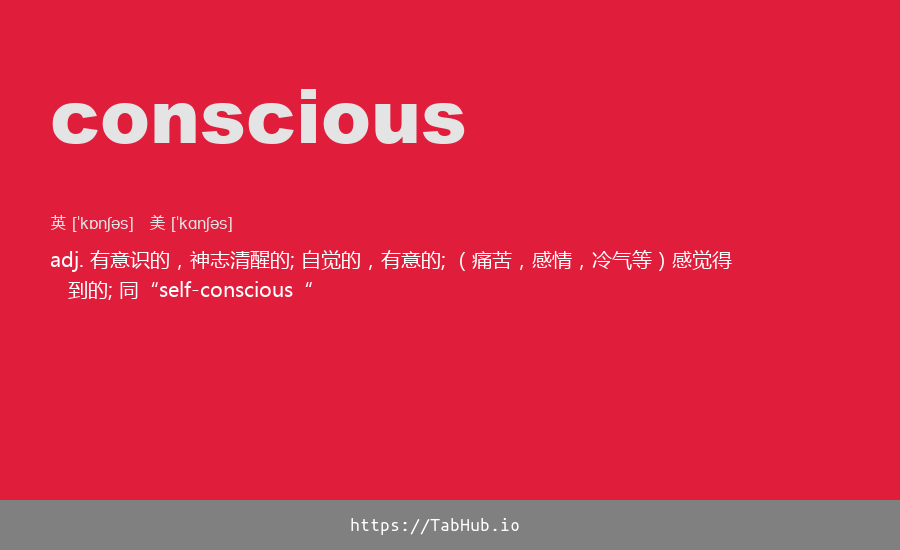 conscious
英 [ˈkɒnʃəs] 美 [ˈkɑnʃəs]
adj. 有意识的，神志清醒的; 自觉的，有意的; （痛苦，感情，冷气等）感觉得
到的; 同“self-conscious“
https://TabHub.io